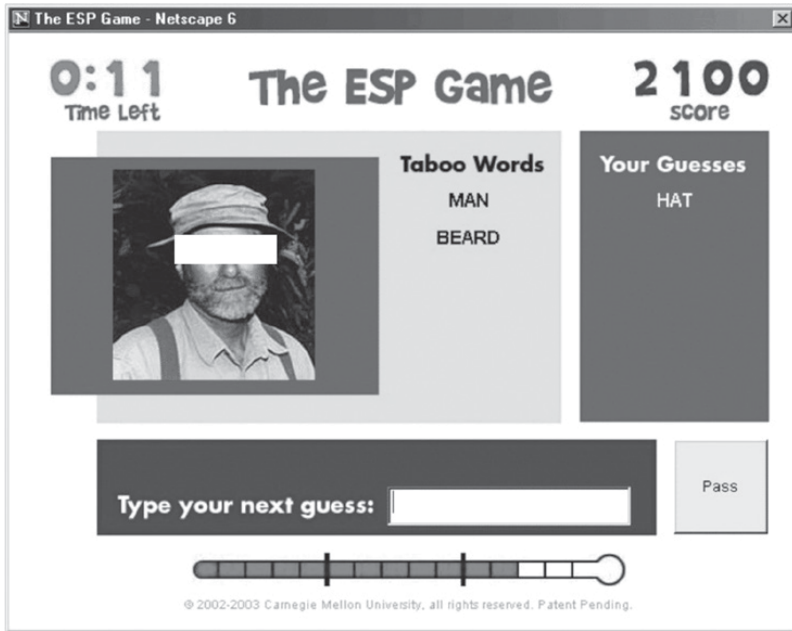 The ESP Game - Netscape 6
0:11
Time Left
The ESP Game
2100
score
Taboo Words
MAN
BEARD
Your Guesses
HAT
Type your next guess:
Pass
© 2002-2003 Carnegie Mellon University, all rights reserved. Patent Pending.